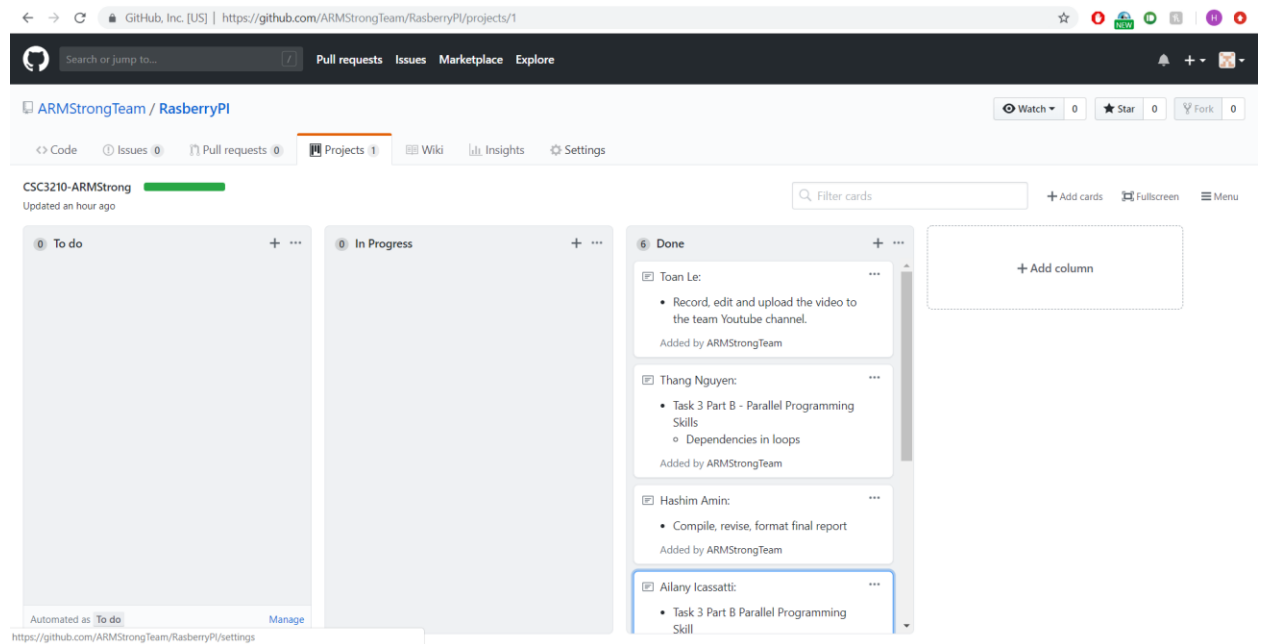 GitHub, Inc. [US] | https://github.com/ARMStrongTeam/RasberryPI/projects/1
NEW
H
Search or jump to...
/
Pull requests Issues Marketplace Explore
ARMStrongTeam / RasberryPI
Watch 0
Star 0
Fork 0
<> Code
Issues 0
Pull requests 0
Projects 1
Wiki
Insights
Settings
CSC3210-ARMStrong
Updated an hour ago
Filter cards
+ Add cards
Fullscreen
Menu
0 To do
0 In Progress
6 Done
+ Add column
Toan Le:
• Record, edit and upload the video to
the team Youtube channel.
Added by ARMStrongTeam
Thang Nguyen:
• Task 3 Part B - Parallel Programming
Skills
○ Dependencies in loops
Added by ARMStrongTeam
Hashim Amin:
• Compile, revise, format final report
Added by ARMStrongTeam
Ailany Icassatti:
• Task 3 Part B Parallel Programming
Skill
Automated as To do
Manage
https://github.com/ARMStrongTeam/RasberryPI/settings